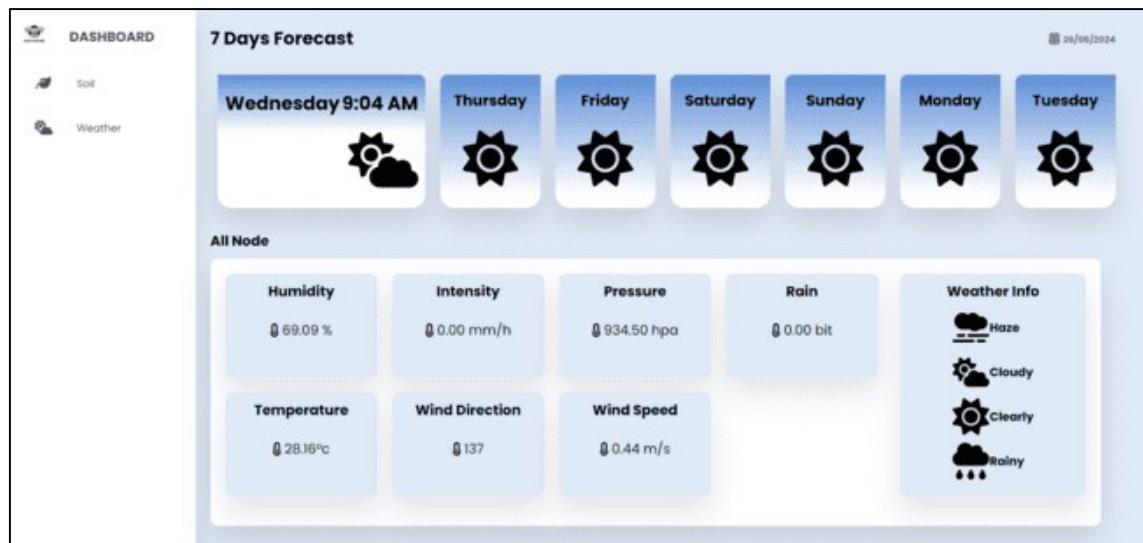 DASHBOARD
Soil
Weather
7 Days Forecast
26/06/2024
Wednesday 9:04 AM
Thursday
Friday
Saturday
Sunday
Monday
Tuesday
All Node
Humidity
69.09 %
Intensity
0.00 mm/h
Pressure
934.50 hpa
Rain
0.00 bit
Temperature
28.16°c
Wind Direction
137
Wind Speed
0.44 m/s
Weather Info
Haze
Cloudy
Clearly
Rainy